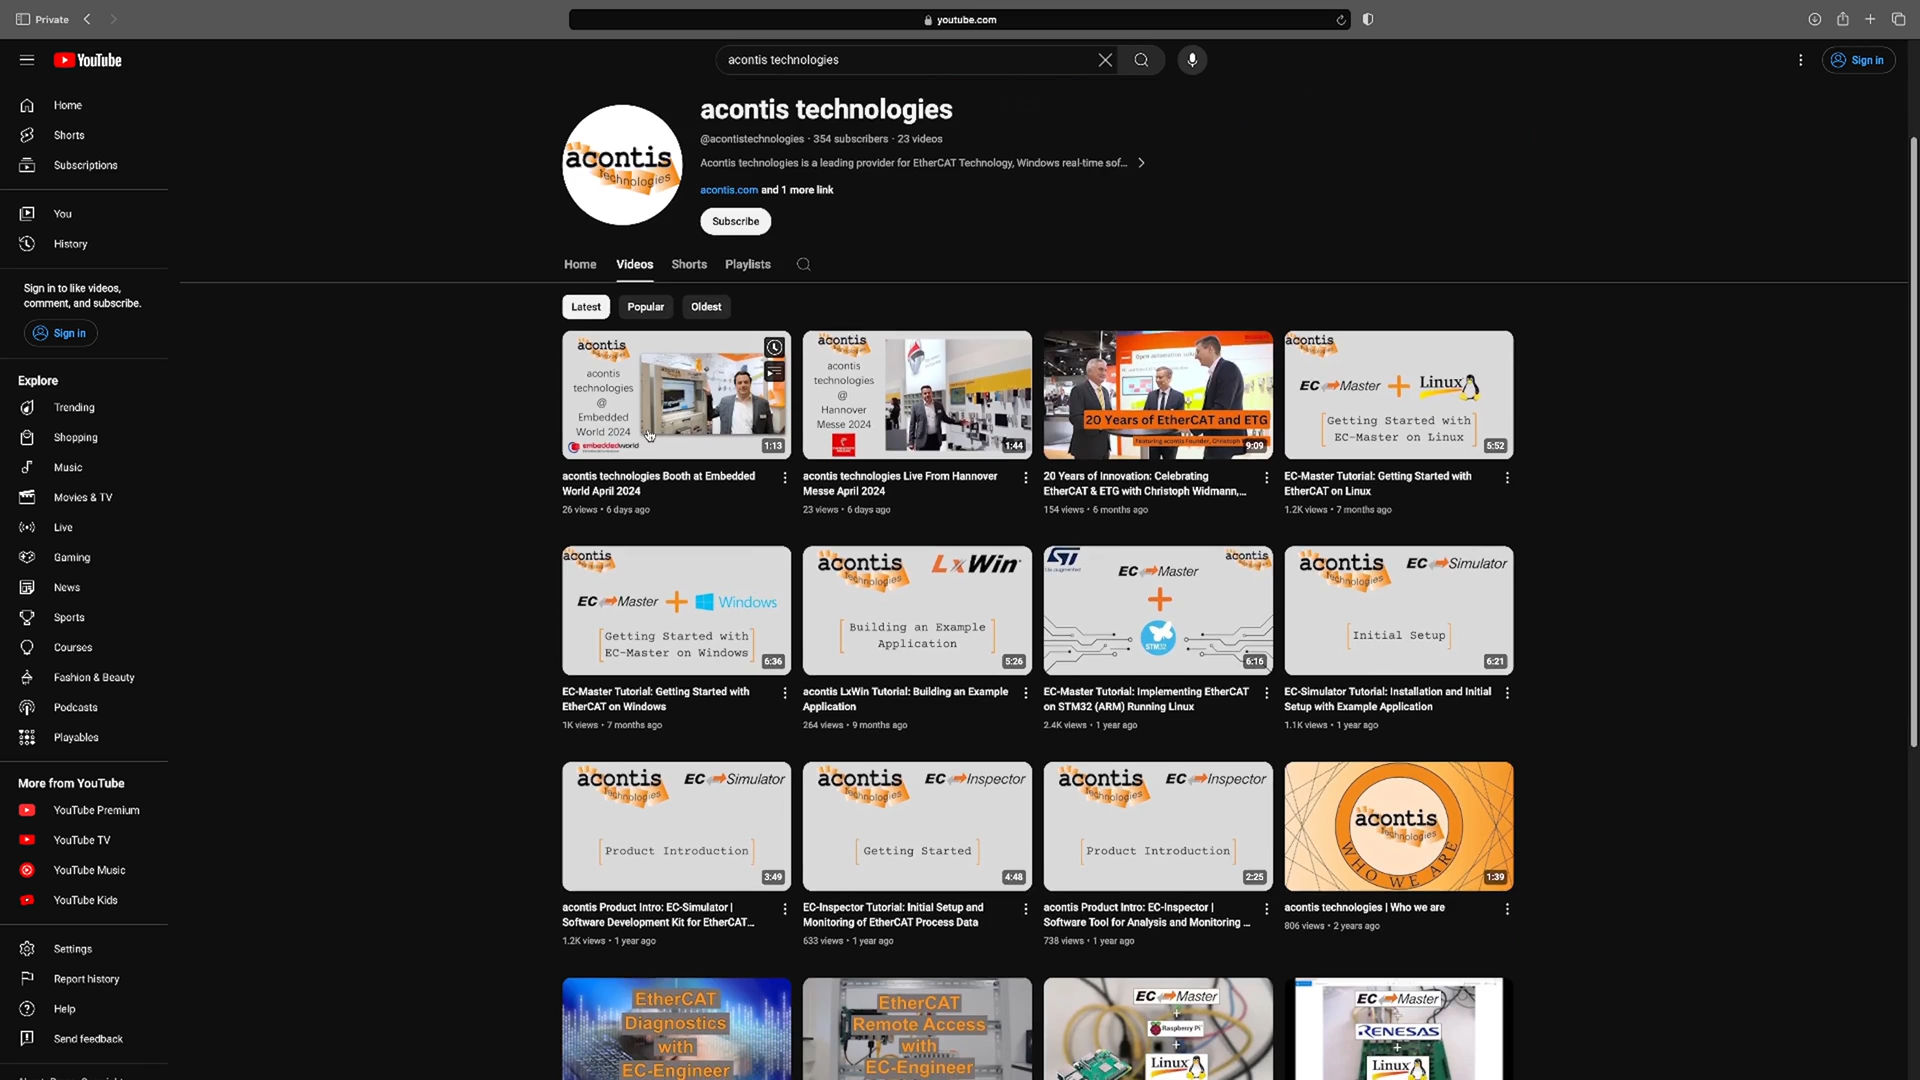 Private
youtube.com
YouTube
acontis technologies
Sign in
Home
Shorts
Subscriptions
You
History
Sign in to like videos,
comment, and subscribe.
Sign in
Explore
Trending
Shopping
Music
Movies & TV
Live
Gaming
News
Sports
Courses
Fashion & Beauty
Podcasts
Playables
More from YouTube
YouTube Premium
YouTube TV
YouTube Music
YouTube Kids
Settings
Report history
Help
Send feedback
acontis
Technologies
acontis technologies
@acontistechnologies · 354 subscribers · 23 videos
Acontis technologies is a leading provider for EtherCAT Technology, Windows real-time sof...
acontis.com and 1 more link
Subscribe
Home Videos Shorts Playlists
Latest Popular Oldest
acontis
acontis
technologies
@
Embedded
World 2024
embeddedworld
1:13
acontis technologies Booth at Embedded
World April 2024
26 views • 6 days ago
acontis
acontis
technologies
@
Hannover
Messe 2024
1:44
acontis technologies Live From Hannover
Messe April 2024
23 views • 6 days ago
20 Years of EtherCAT and ETG
9:09
20 Years of Innovation: Celebrating
EtherCAT & ETG with Christoph Widmann,...
154 views • 6 months ago
acontis
EC Master + Linux
Getting Started with
EC-Master on Linux
5:52
EC-Master Tutorial: Getting Started with
EtherCAT on Linux
1.2K views • 7 months ago
acontis
EC Master + Windows
Getting Started with
EC-Master on Windows
6:36
EC-Master Tutorial: Getting Started with
EtherCAT on Windows
1K views • 7 months ago
acontis
Technologies
LxWin
Building an Example
Application
5:26
acontis LxWin Tutorial: Building an Example
Application
264 views • 9 months ago
ST
acontis
EC Master
+
STM32
6:16
EC-Master Tutorial: Implementing EtherCAT
on STM32 (ARM) Running Linux
2.4K views • 1 year ago
acontis
Technologies
EC Simulator
Initial Setup
6:21
EC-Simulator Tutorial: Installation and Initial
Setup with Example Application
1.1K views • 1 year ago
acontis
Technologies
EC Simulator
Product Introduction
3:49
acontis Product Intro: EC-Simulator |
Software Development Kit for EtherCAT...
1.2K views • 1 year ago
acontis
Technologies
EC Inspector
Getting Started
4:48
EC-Inspector Tutorial: Initial Setup and
Monitoring of EtherCAT Process Data
633 views • 1 year ago
acontis
Technologies
EC Inspector
Product Introduction
2:25
acontis Product Intro: EC-Inspector |
Software Tool for Analysis and Monitoring ...
738 views • 1 year ago
acontis
Technologies
WHO WE ARE
1:39
acontis technologies | Who we are
806 views • 2 years ago
EtherCAT
Diagnostics
with
EC-Engineer
EtherCAT
Remote Access
with
EC-Engineer
EC Master
+
Raspberry Pi
+
Linux
EC Master
RENESAS
+
Linux